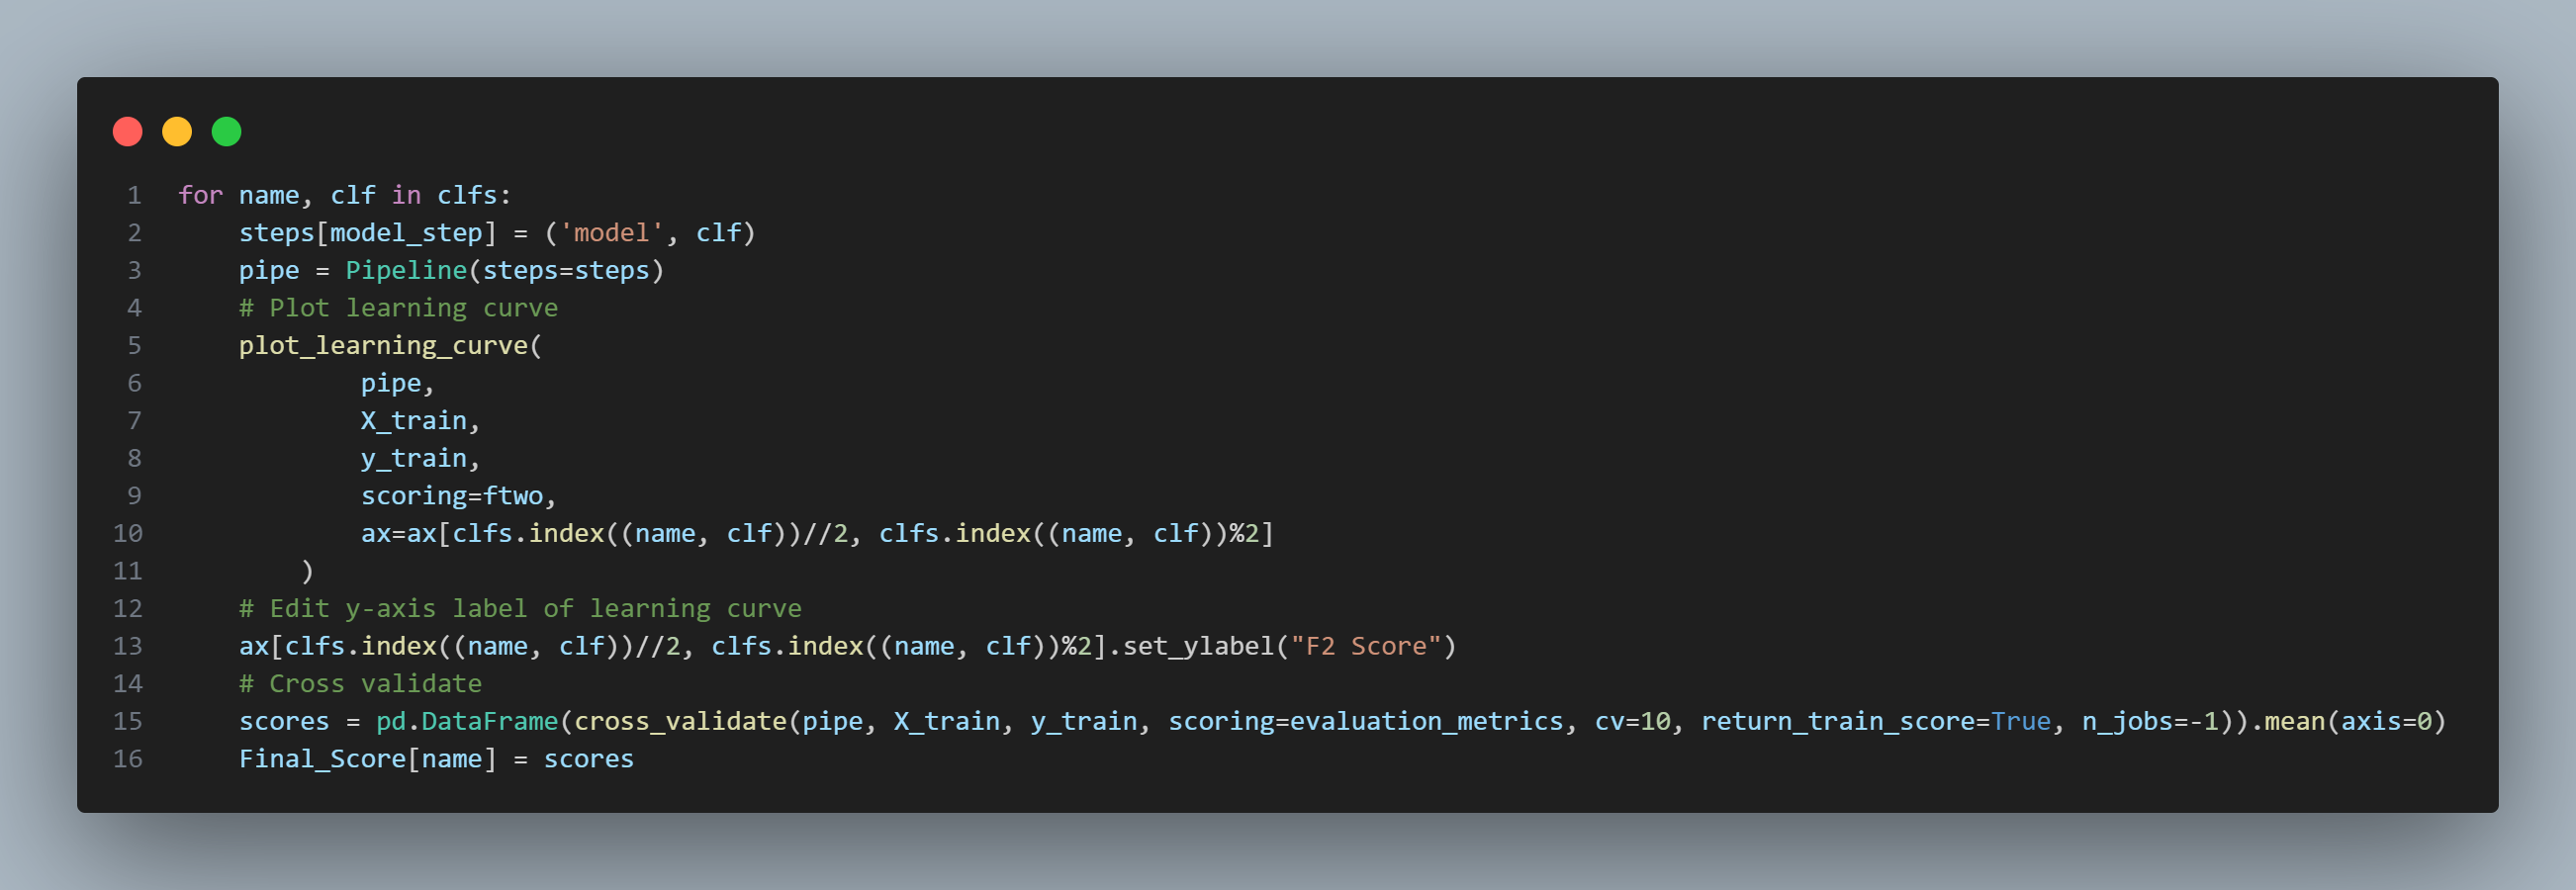 1 for name, clf in clfs:
2     steps[model_step] = ('model', clf)
3     pipe = Pipeline(steps=steps)
4     # Plot learning curve
5     plot_learning_curve(
6             pipe,
7             X_train,
8             y_train,
9             scoring=ftwo,
10             ax=ax[clfs.index((name, clf))//2, clfs.index((name, clf))%2]
11         )
12     # Edit y-axis label of learning curve
13     ax[clfs.index((name, clf))//2, clfs.index((name, clf))%2].set_ylabel("F2 Score")
14     # Cross validate
15     scores = pd.DataFrame(cross_validate(pipe, X_train, y_train, scoring=evaluation_metrics, cv=10, return_train_score=True, n_jobs=-1)).mean(axis=0)
16     Final_Score[name] = scores